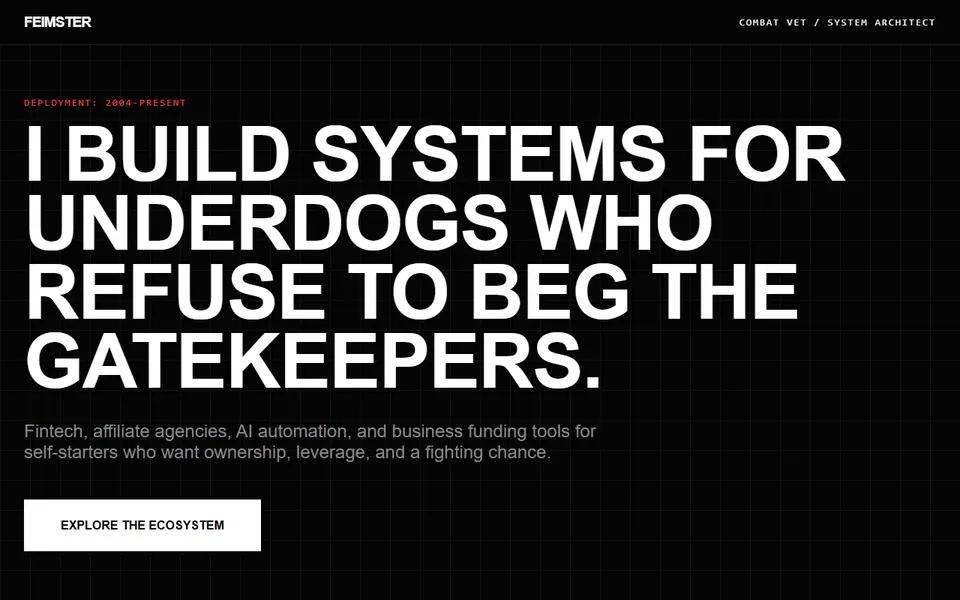 FEIMSTER
COMBAT VET / SYSTEM ARCHITECT
DEPLOYMENT: 2004-PRESENT
I BUILD SYSTEMS FOR
UNDERDOGS WHO
REFUSE TO BEG THE
GATEKEEPERS.
Fintech, affiliate agencies, AI automation, and business funding tools for
self-starters who want ownership, leverage, and a fighting chance.
EXPLORE THE ECOSYSTEM